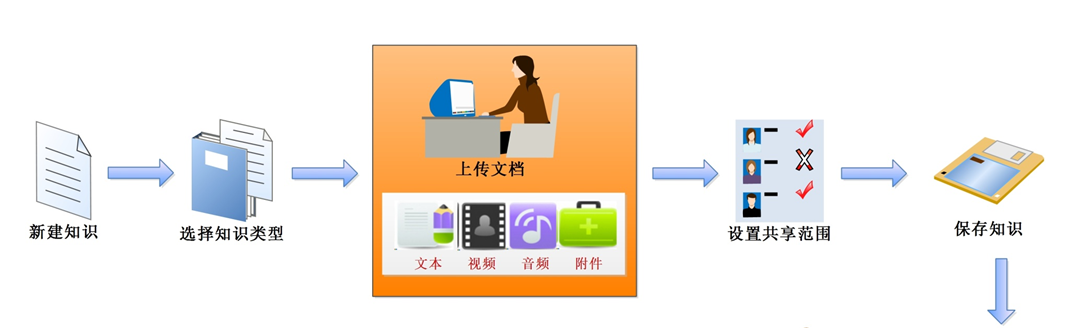 新建知识
选择知识类型
上传文档
文本
视频
音频
附件
设置共享范围
保存知识